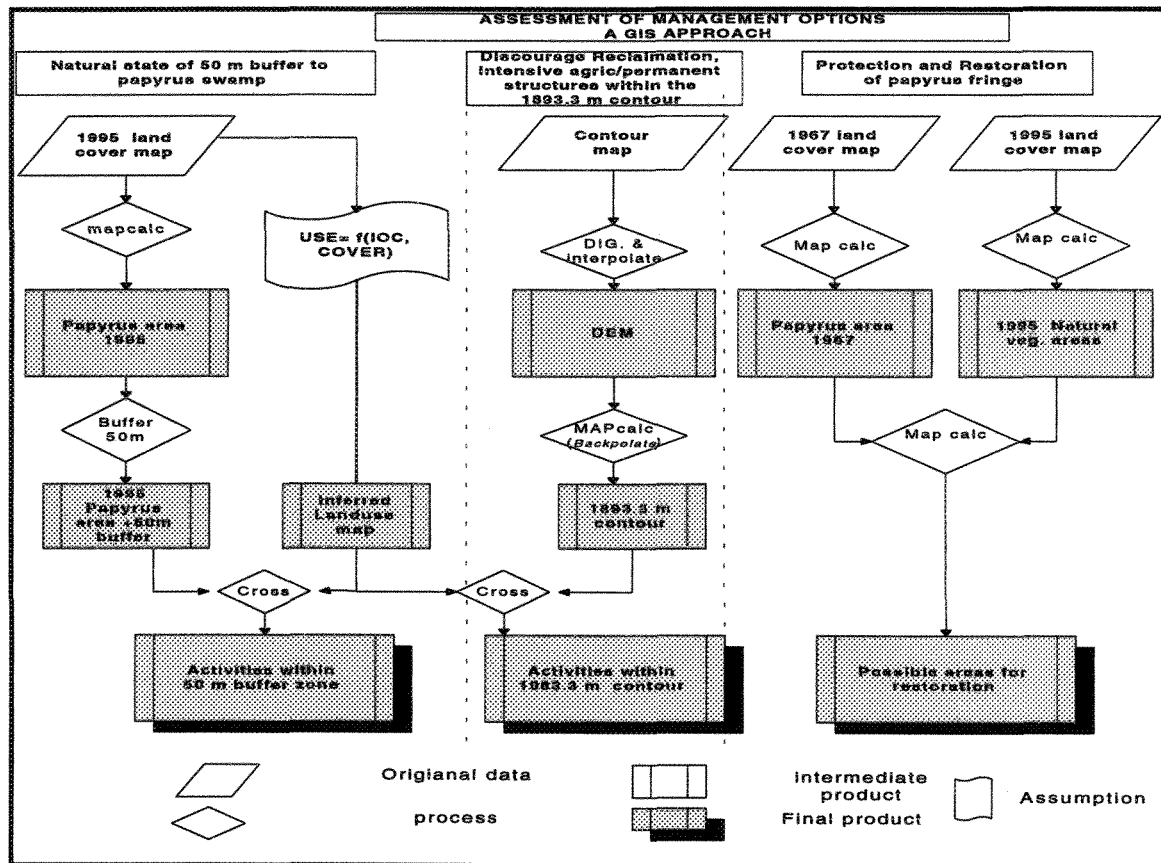 ASSESSMENT OF MANAGEMENT OPTIONS
A GIS APPROACH
Natural state of 50 m buffer to
papyrus swamp
Discourage Reclaimation,
intensive agric/permanent
structures within the
1893.3 m contour
Protection and Restoration
of papyrus fringe
1995 land
cover map
Contour
map
1967 land
cover map
1995 land
cover map
mapcalc
USE= f(IOC,
COVER)
DIG. &
interpolate
Map calc
Map calc
Papyrus area
1995
DEM
Papyrus area
1967
1995 Natural
veg. areas
Buffer
50m
MAPcalc
(Backpolate)
Map calc
1995
Papyrus
area +50m
buffer
Inferred
Landuse
map
1893.3 m
contour
Cross
Cross
Activities within
50 m buffer zone
Activities within
1893.3 m contour
Possible areas for
restoration
Origianal data
intermediate
product
Assumption
process
Final product